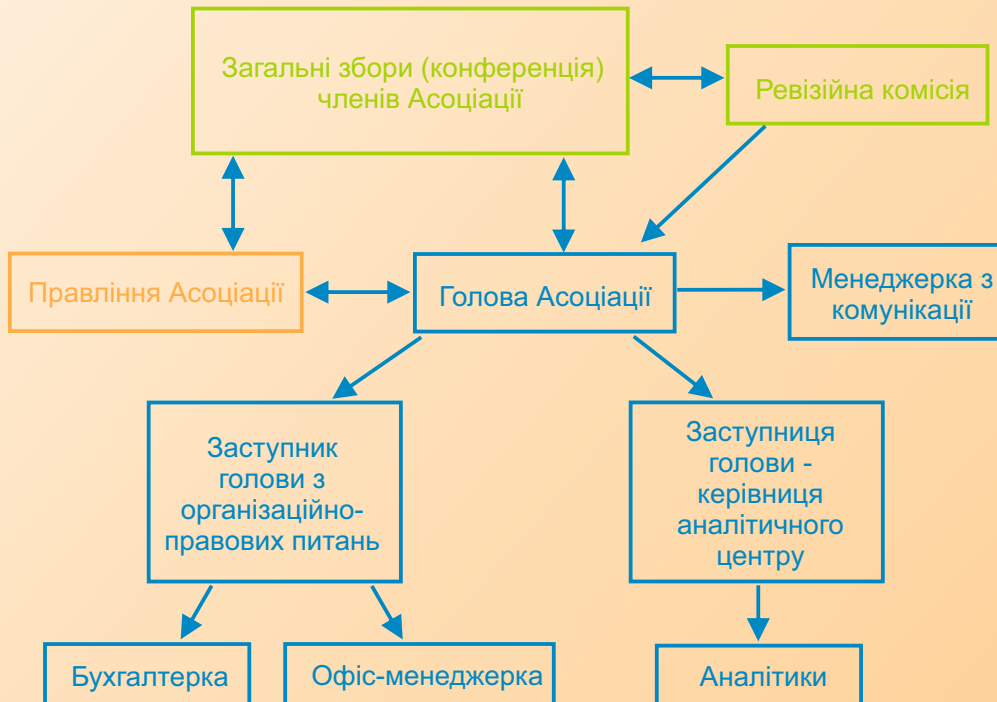 Загальні збори (конференція)
членів Асоціації
Ревізійна комісія
Правління Асоціації
Голова Асоціації
Менеджерка з
комунікації
Заступник
голови з
організаційно-
правових питань
Заступниця
голови -
керівниця
аналітичного
центру
Бухгалтерка
Офіс-менеджерка
Аналітики